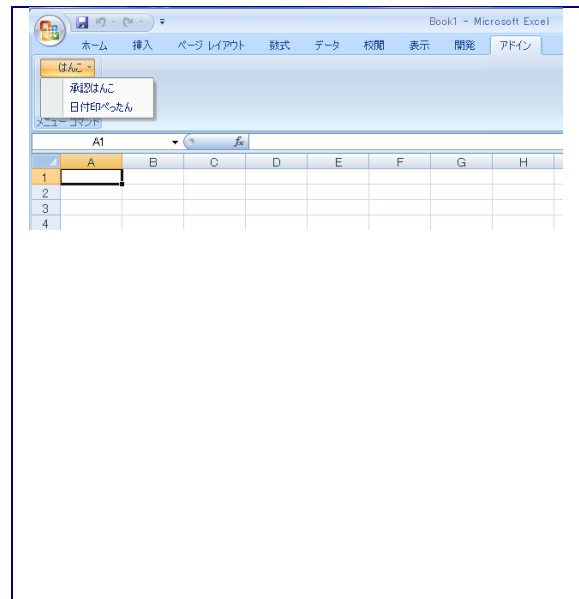 Book1 - Microsoft Excel
ホーム 挿入 ページ レイアウト 数式 データ 校閲 表示 開発 アドイン
はんこ
承認はんこ
日付印ぺったん
メニュー コマンド
A1 fx
A B C D E F G H
1
2
3
4